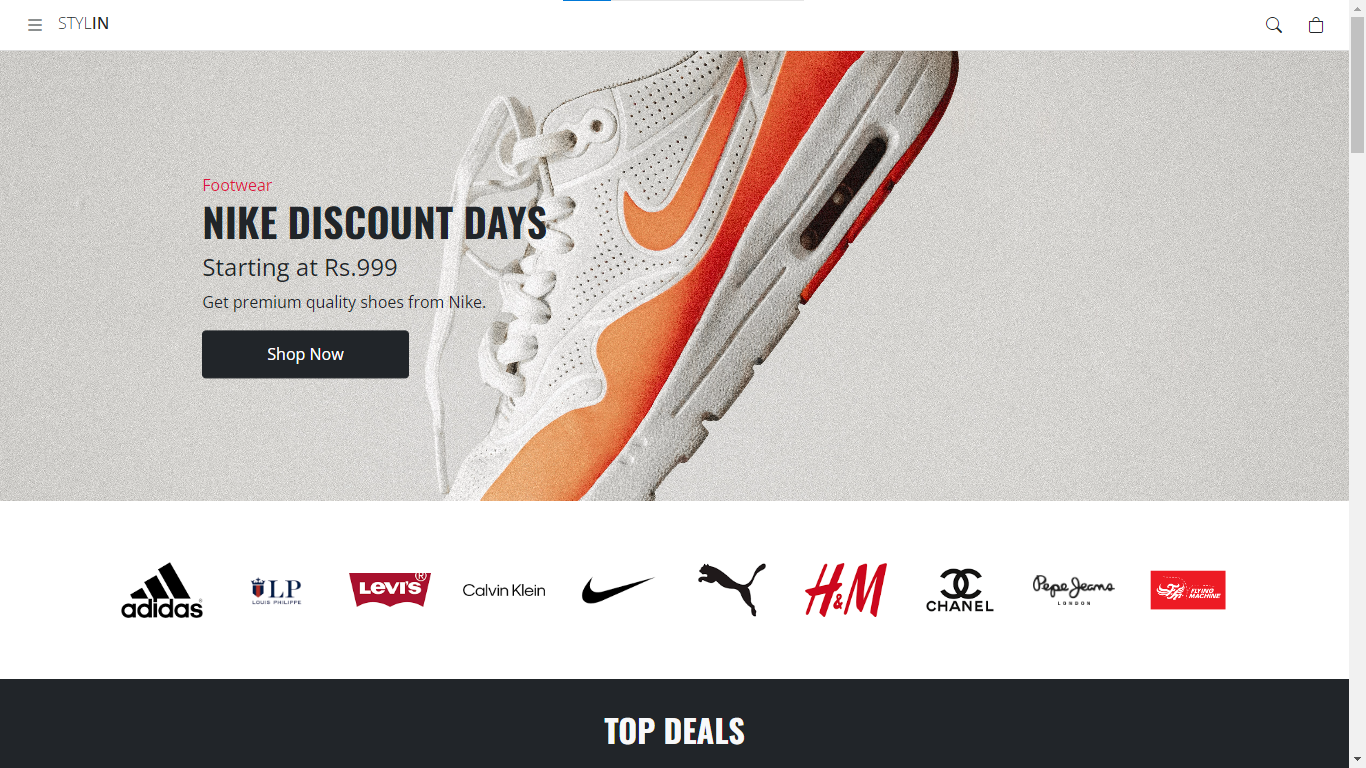 STYLIN
Footwear
NIKE DISCOUNT DAYS
Starting at Rs.999
Get premium quality shoes from Nike.
Shop Now
adidas
LP
LOUIS PHILIPPE
LEVI'S®
Calvin Klein
H&M
CHANEL
Pepe Jeans
LONDON
FLYING
MACHINE
TOP DEALS